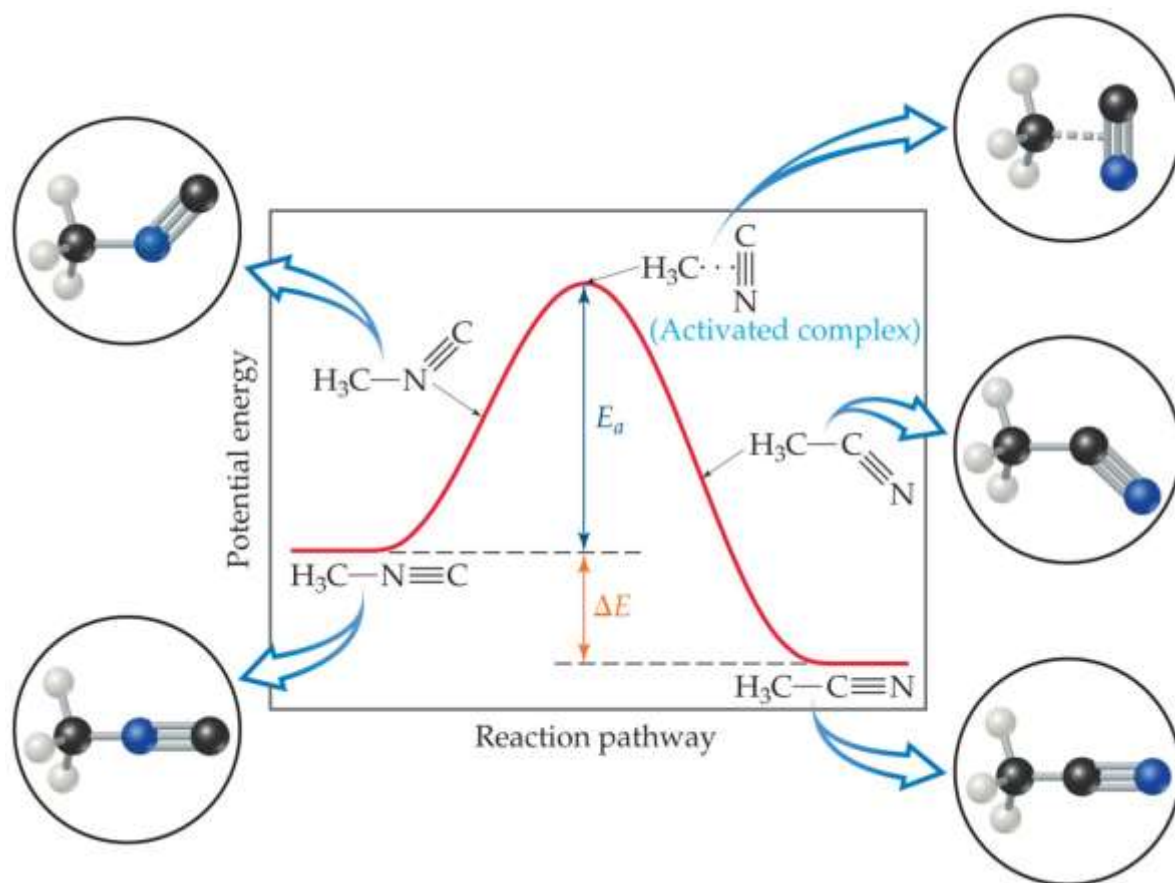 C
H₃C···|||
N
(Activated complex)
C
H₃C—N≡
Eₐ
H₃C—C≡
N
Potential energy
H₃C—N≡C
ΔE
H₃C—C≡N
Reaction pathway